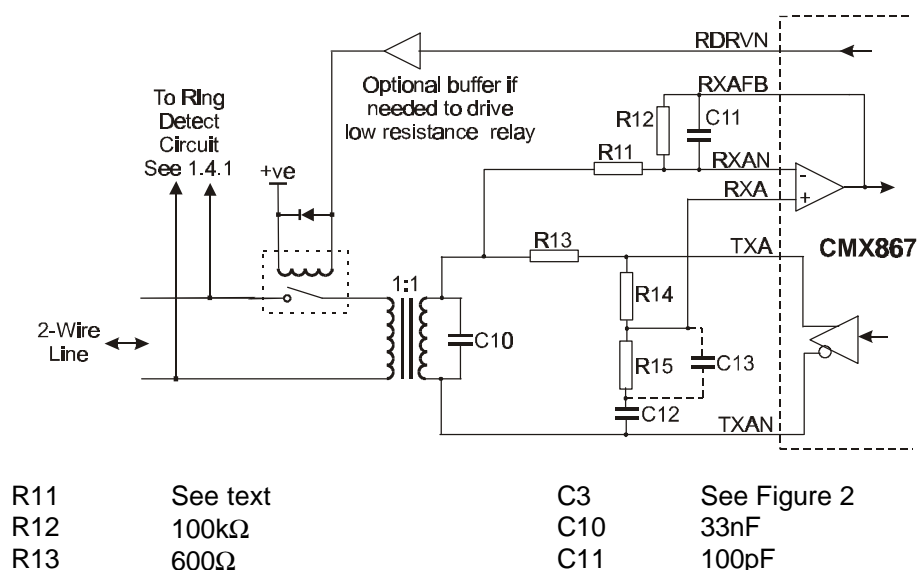 RDRVN
Optional buffer if
needed to drive
low resistance relay
To RIng
Detect
Circuit
See 1.4.1
+ve
RXAFB
R12
C11
R11
RXAN
RXA
-
+
CMX867
R13
TXA
1:1
R14
2-Wire
Line
C10
R15
C13
C12
TXAN
R11 See text C3 See Figure 2
R12 100kΩ C10 33nF
R13 600Ω C11 100pF